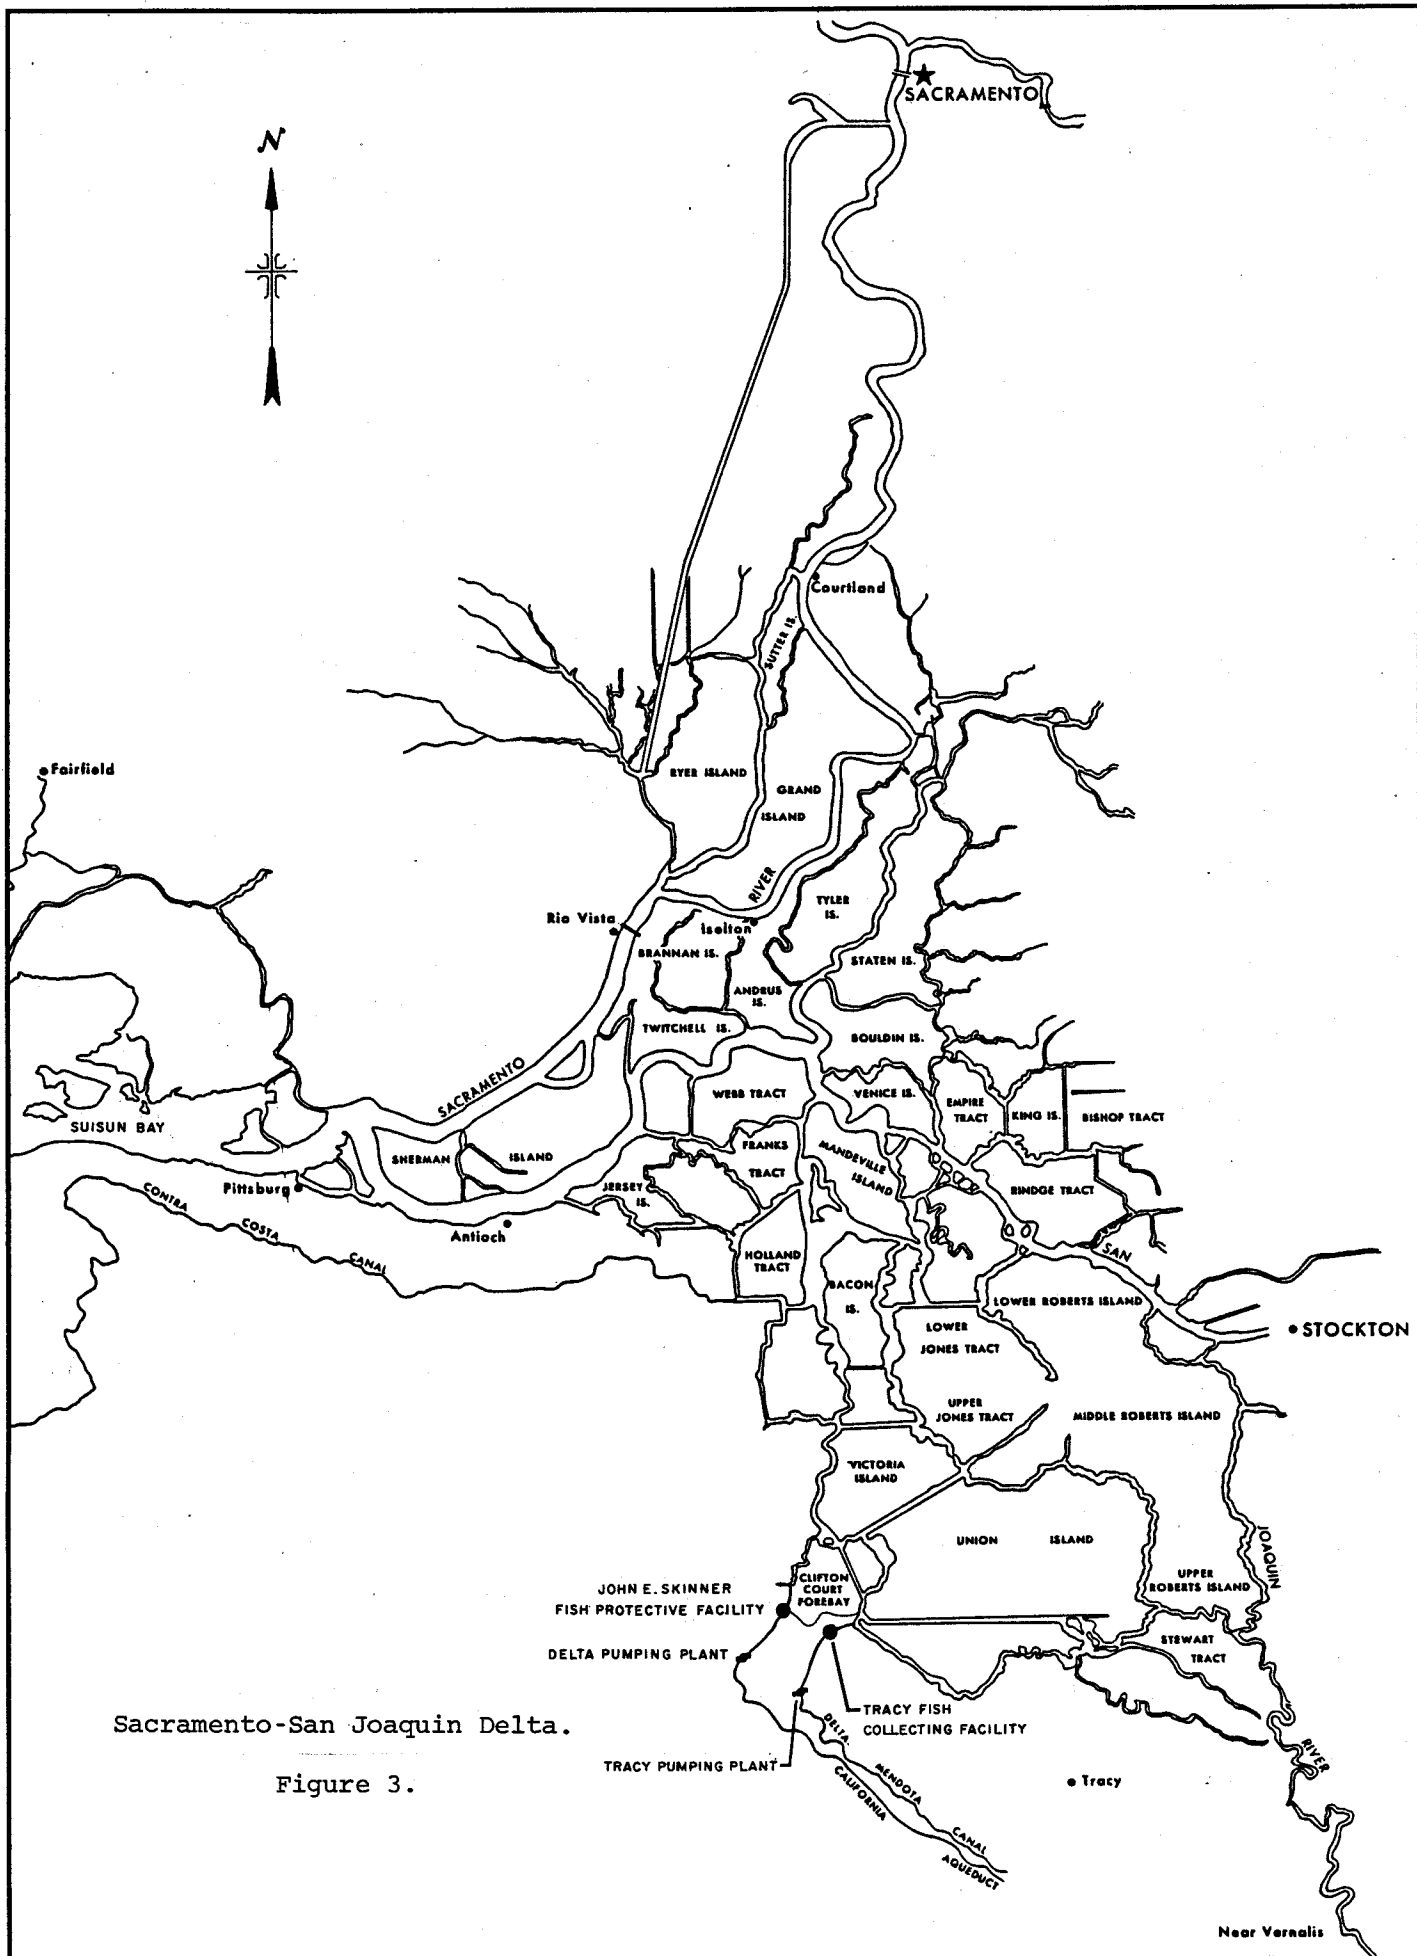 N
SACRAMENTO
Courtland
SUTTER IS.
Fairfield
RYER ISLAND
GRAND
ISLAND
RIVER
TYLER
IS.
Rio Vista
Iselton
BRANNAN IS.
STATEN IS.
ANDRUS
IS.
TWITCHELL IS.
BOULDIN IS.
SACRAMENTO
WEBB TRACT
VENICE IS.
EMPIRE
TRACT
KING IS.
BISHOP TRACT
SUISUN BAY
SHERMAN
ISLAND
FRANKS
TRACT
MANDEVILLE
ISLAND
Pittsburg
JERSEY
IS.
RINDGE TRACT
CONTRA
COSTA
CANAL
Antioch
SAN
HOLLAND
TRACT
BACON
IS.
LOWER ROBERTS ISLAND
STOCKTON
LOWER
JONES TRACT
UPPER
JONES TRACT
MIDDLE ROBERTS ISLAND
VICTORIA
ISLAND
UNION
ISLAND
JOAQUIN
CLIFTON
COURT
FOREBAY
UPPER
ROBERTS ISLAND
JOHN E. SKINNER
FISH PROTECTIVE FACILITY
DELTA PUMPING PLANT
STEWART
TRACT
TRACY FISH
COLLECTING FACILITY
TRACY PUMPING PLANT
DELTA
MENDOTA
CANAL
CALIFORNIA
AQUEDUCT
Tracy
RIVER
Near Vernalis
Sacramento-San Joaquin Delta.
Figure 3.